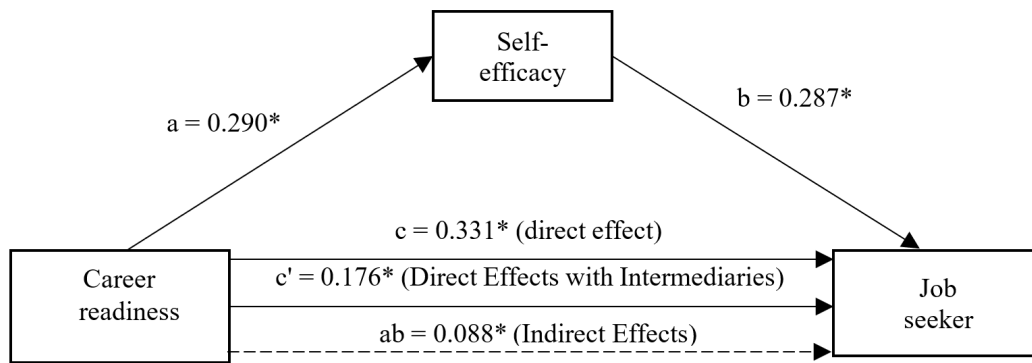 Self-
efficacy
a = 0.290*
b = 0.287*
c = 0.331* (direct effect)
c' = 0.176* (Direct Effects with Intermediaries)
ab = 0.088* (Indirect Effects)
Career
readiness
Job
seeker